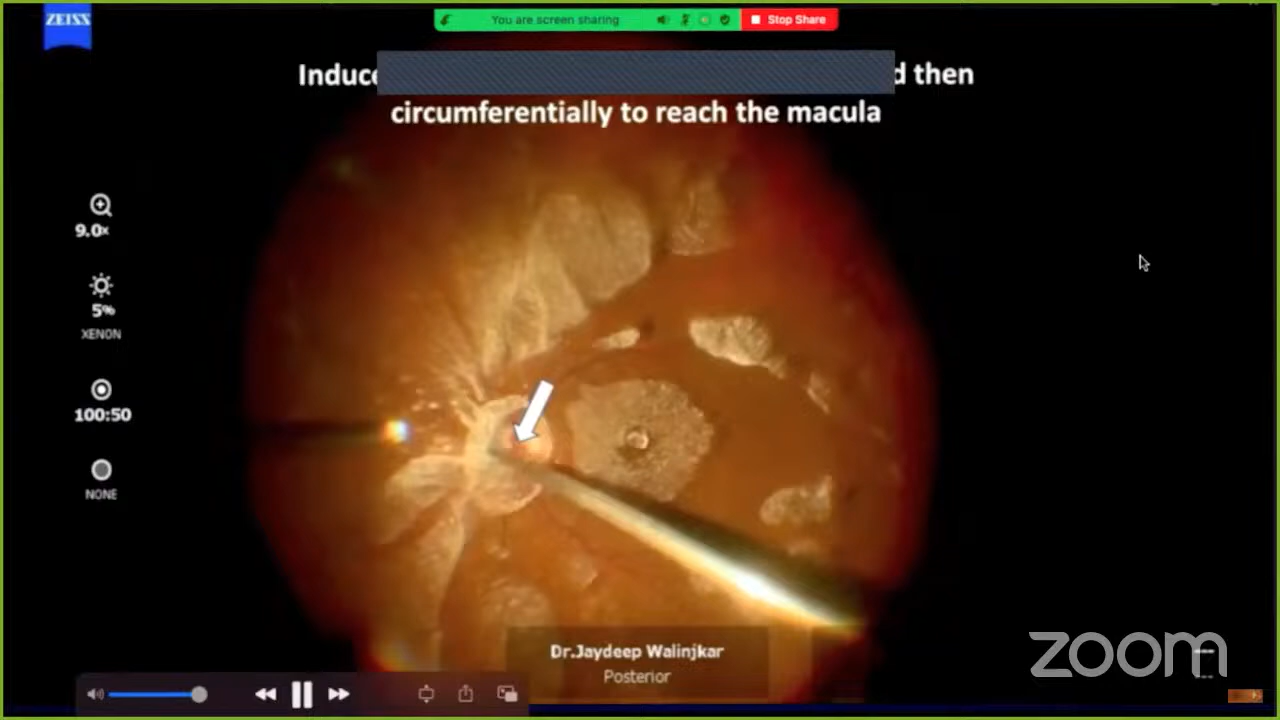 ZEISS
You are screen sharing
Stop Share
Induce
d then
circumferentially to reach the macula
9.0x
5%
XENON
100:50
NONE
Dr.Jaydeep Walinjkar
Posterior
zoom